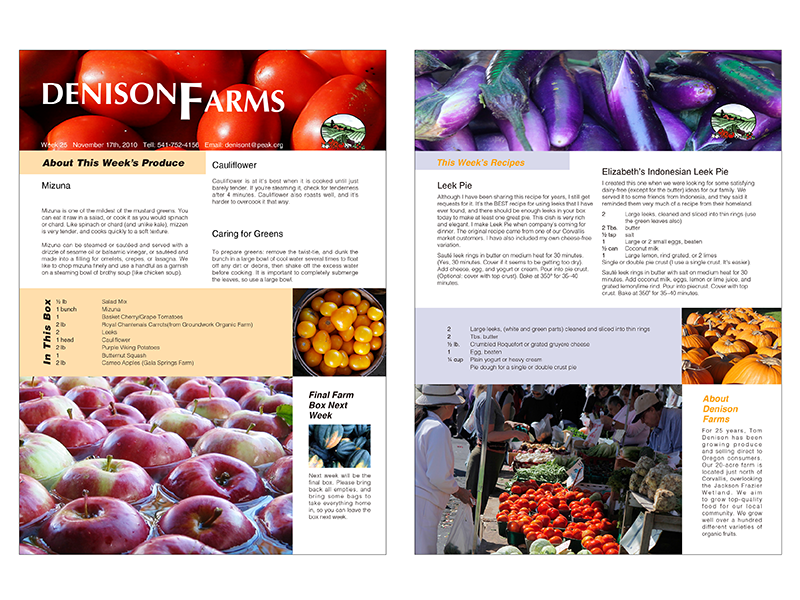 DENISON FARMS
Week 25 November 17th, 2010 Tell: 541-752-4156 Email: denisont@peak.org
About This Week's Produce
Mizuna
Mizuna is one of the mildest of the mustard greens. You
can eat it raw in a salad, or cook it as you would spinach
or chard. Like spinach or chard (and unlike kale), mizzen
is very tender, and cooks quickly to a soft texture.
Mizuna can be steamed or sautéed and served with a
drizzle of sesame oil or balsamic vinegar, or sautéed and
made into a filling for omelets, crepes, or lasagna. We
like to chop mizuna finely and use a handful as a garnish
on a steaming bowl of brothy soup (like chicken soup).
Cauliflower
Cauliflower is at it's best when it is cooked until just
barely tender. If you're steaming it, check for tenderness
after 4 minutes. Cauliflower also roasts well, and it's
harder to overcook it that way.
Caring for Greens
To prepare greens: remove the twist-tie, and dunk the
bunch in a large bowl of cool water several times to float
off any dirt or debris, then shake off the excess water
before cooking. It is important to completely submerge
the leaves, so use a large bowl.
In This Box
½ lb Salad Mix
1 bunch Mizuna
1 Basket Cherry/Grape Tomatoes
2 lb Royal Chantenais Carrots(from Groundwork Organic Farm)
2 Leeks
1 head Cauliflower
2 lb Purple Viking Potatoes
1 Butternut Squash
2 lb Cameo Apples (Gala Springs Farm)
Final Farm
Box Next
Week
Next week will be the
final box. Please bring
back all empties, and
bring some bags to
take everything home
in, so you can leave the
box next week.
This Week's Recipes
Leek Pie
Although I have been sharing this recipe for years, I still get
requests for it. It's the BEST recipe for using leeks that I have
ever found, and there should be enough leeks in your box
today to make at least one great pie. This dish is very rich
and elegant. I make Leek Pie when company's coming for
dinner. The original recipe came from one of our Corvallis
market customers. I have also included my own cheese-free
variation.
Sauté leek rings in butter on medium heat for 30 minutes.
(Yes, 30 minutes. Cover if it seems to be getting too dry).
Add cheese, egg, and yogurt or cream. Pour into pie crust.
(Optional: cover with top crust). Bake at 350° for 35-40
minutes.
Elizabeth's Indonesian Leek Pie
I created this one when we were looking for some satisfying
dairy-free (except for the butter) ideas for our family. We
served it to some friends from Indonesia, and they said it
reminded them very much of a recipe from their homeland
2 Large leeks, cleaned and sliced into thin rings (use
the green leaves also)
2 Tbs. butter
½ tsp salt
1 Large or 2 small eggs, beaten
½ can Coconut milk
1 Large lemon, rind grated, or 2 limes
Single or double pie crust (I use a single crust. It's easier)
Sauté leek rings in butter with salt on medium heat for 30
minutes. Add coconut milk, eggs, lemon or lime juice, and
grated lemon/lime rind. Pour into piecrust. Cover with top
crust. Bake at 350° for 35-40 minutes.
2 Large leeks, (white and green parts) cleaned and sliced into thin rings
2 Tbs. butter
½ lb. Crumbled Roquefort or grated gruyere cheese
1 Egg, beaten
¼ cup Plain yogurt or heavy cream
Pie dough for a single or double crust pie
About
Denison
Farms
For 25 years, Tom
Denison has been
growing produce
and selling direct to
Oregon consumers.
Our 20-acre farm is
located just north of
Corvallis, overlooking
the Jackson Frazier
Wetland. We aim
to grow top-quality
food for our local
community. We grow
well over a hundred
different varieties of
organic fruits.